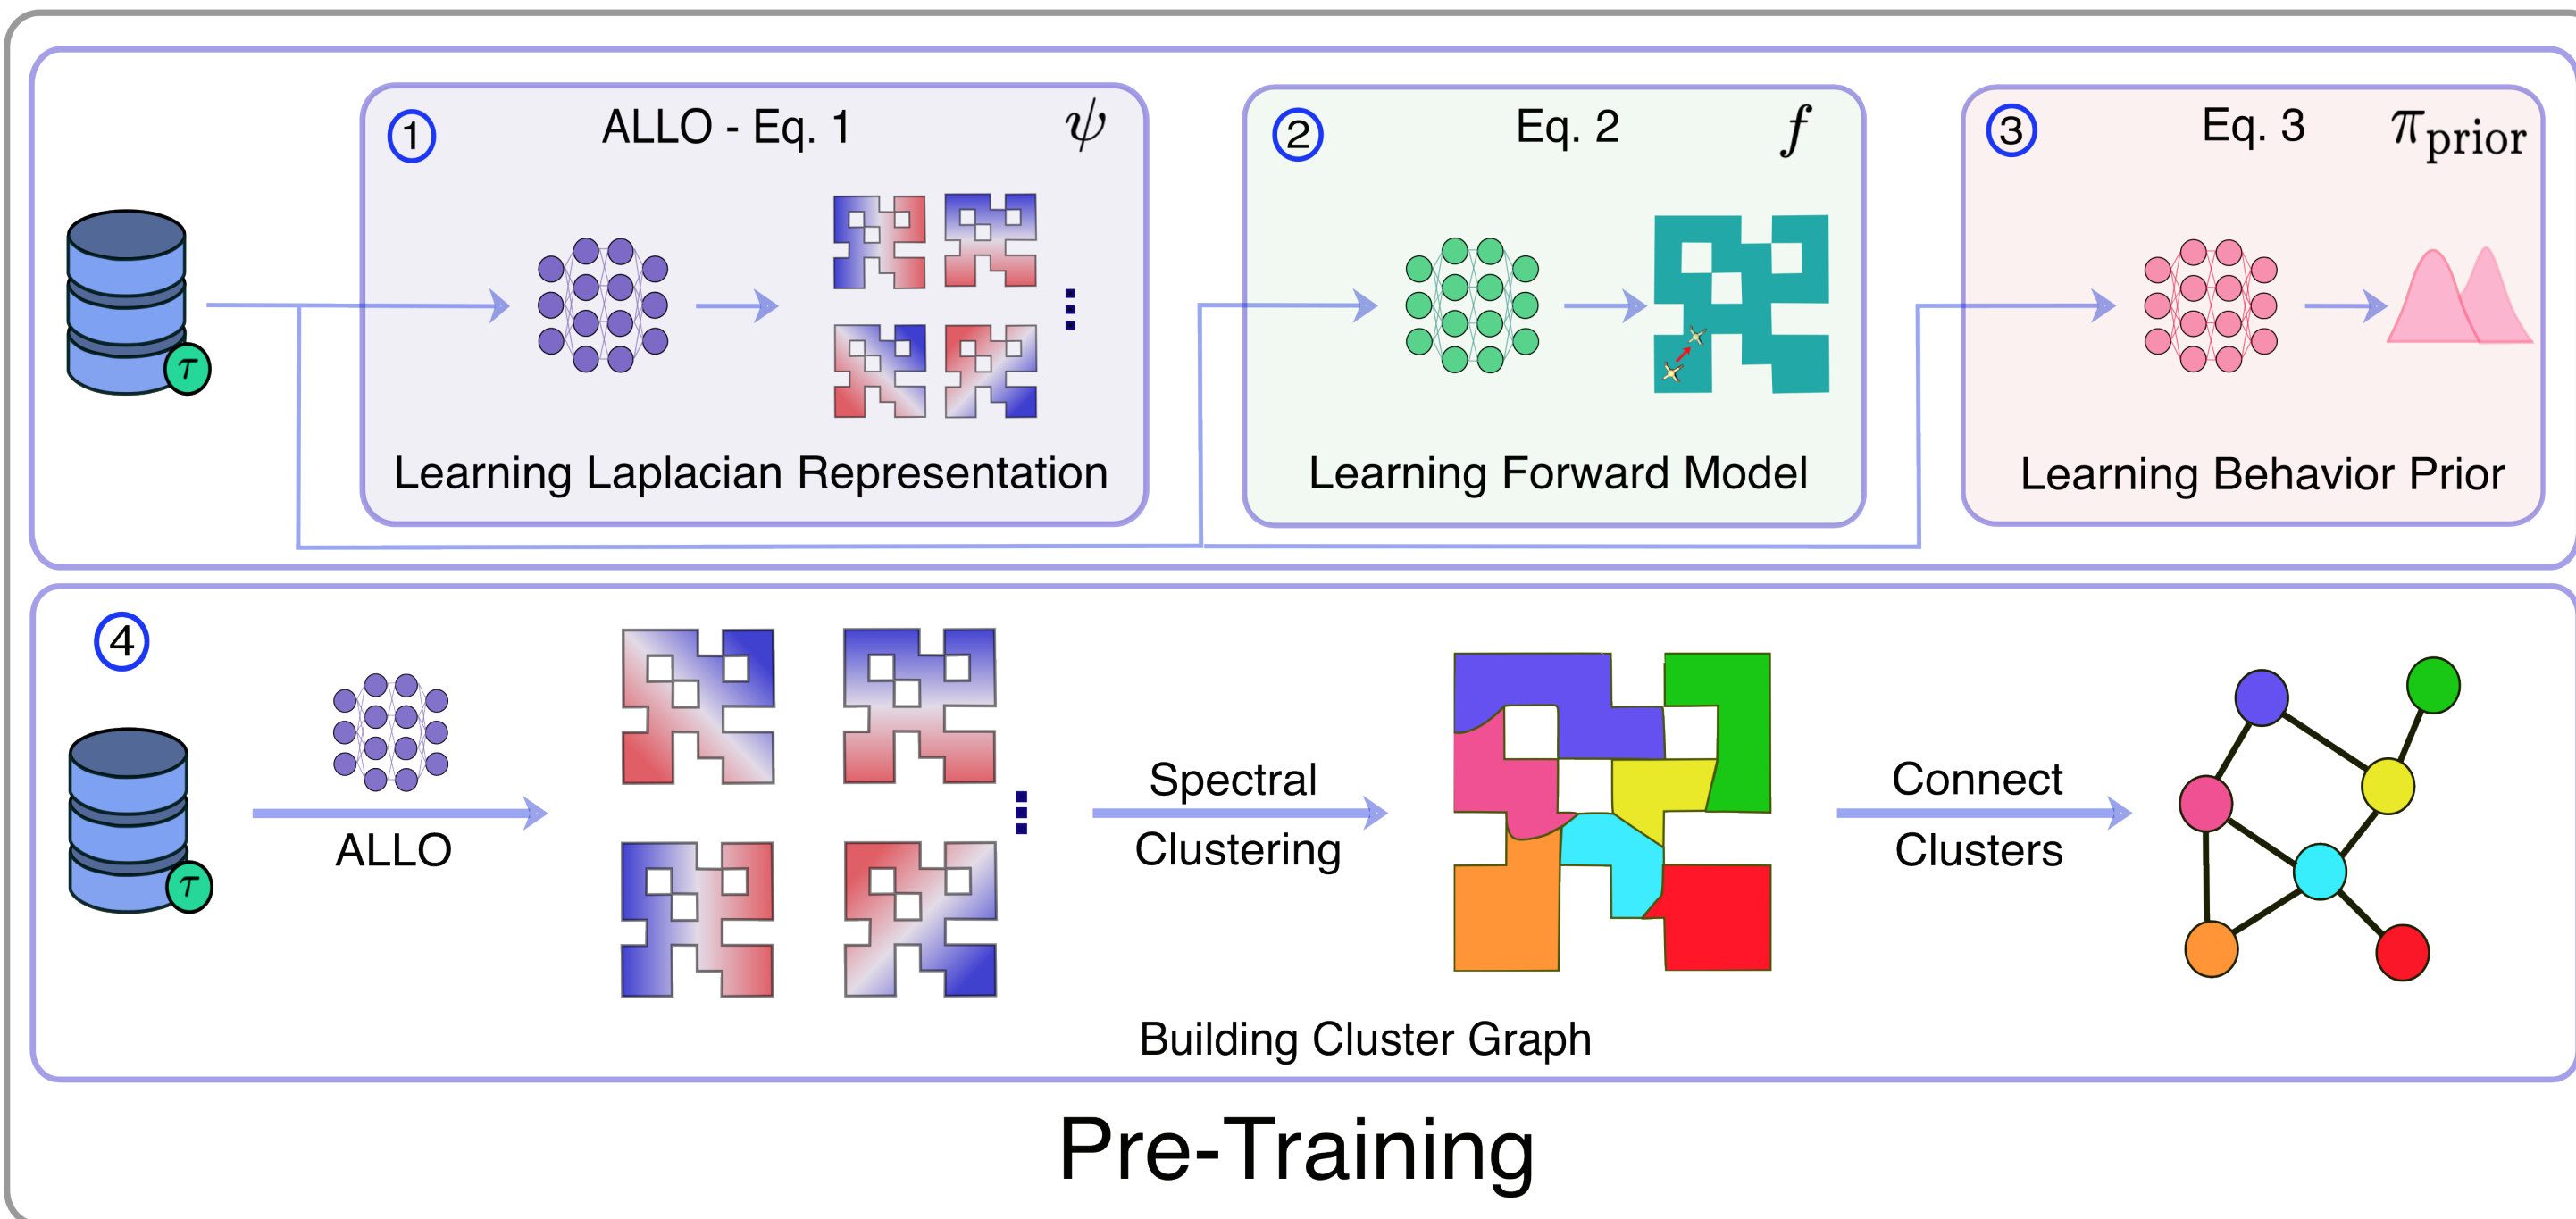 1
ALLO - Eq. 1
ψ
2
Eq. 2
f
3
Eq. 3
π_prior
τ
Learning Laplacian Representation
Learning Forward Model
Learning Behavior Prior
4
τ
ALLO
Spectral
Clustering
Connect
Clusters
Building Cluster Graph
Pre-Training